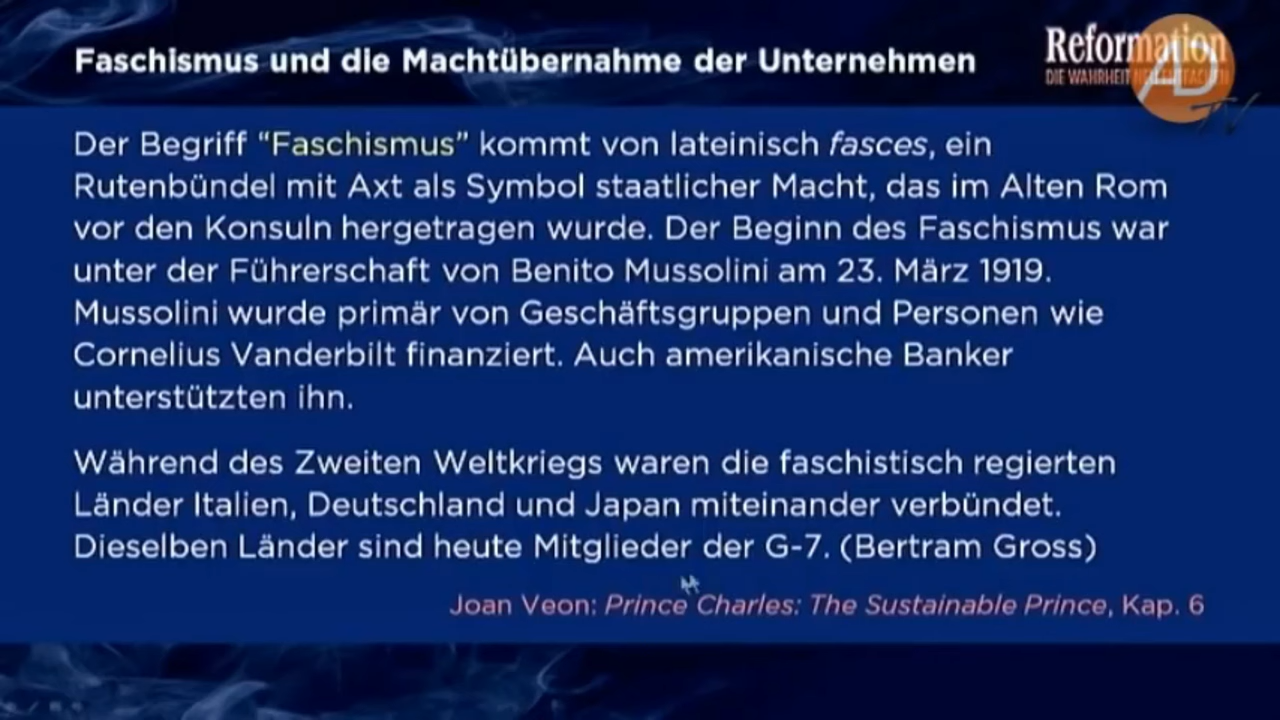 Faschismus und die Machtübernahme der Unternehmen
Reformation
DIE WAHRHEIT
AD
TV
Der Begriff “Faschismus” kommt von lateinisch fasces, ein
Rutenbündel mit Axt als Symbol staatlicher Macht, das im Alten Rom
vor den Konsuln hergetragen wurde. Der Beginn des Faschismus war
unter der Führerschaft von Benito Mussolini am 23. März 1919.
Mussolini wurde primär von Geschäftsgruppen und Personen wie
Cornelius Vanderbilt finanziert. Auch amerikanische Banker
unterstützten ihn.
Während des Zweiten Weltkriegs waren die faschistisch regierten
Länder Italien, Deutschland und Japan miteinander verbündet.
Dieselben Länder sind heute Mitglieder der G-7. (Bertram Gross)
Joan Veon: Prince Charles: The Sustainable Prince, Kap. 6